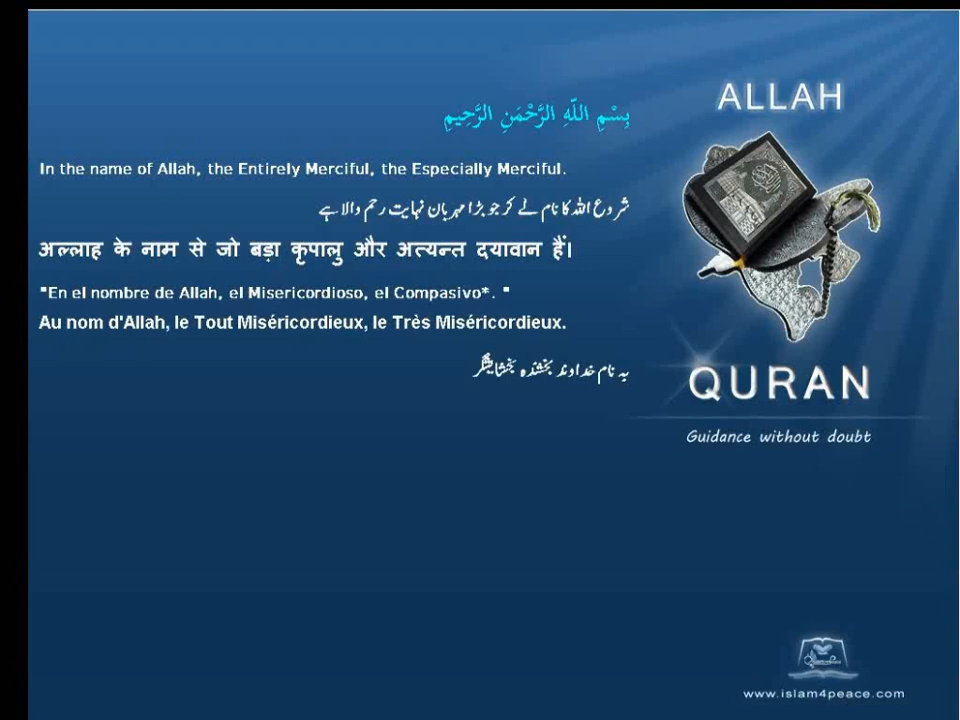 بِسْمِ اللَّهِ الرَّحْمَنِ الرَّحِيمِ
In the name of Allah, the Entirely Merciful, the Especially Merciful.
شروع اللہ کا نام لے کر جو بڑا مہربان نہایت رحم والا ہے
अल्लाह के नाम से जो बड़ा कृपालु और अत्यन्त दयावान हैं।
"En el nombre de Allah, el Misericordioso, el Compasivo*. "
Au nom d'Allah, le Tout Miséricordieux, le Très Miséricordieux.
به نام خداوند بخشنده بخشایشگر
ALLAH
QURAN
Guidance without doubt
www.islam4peace.com